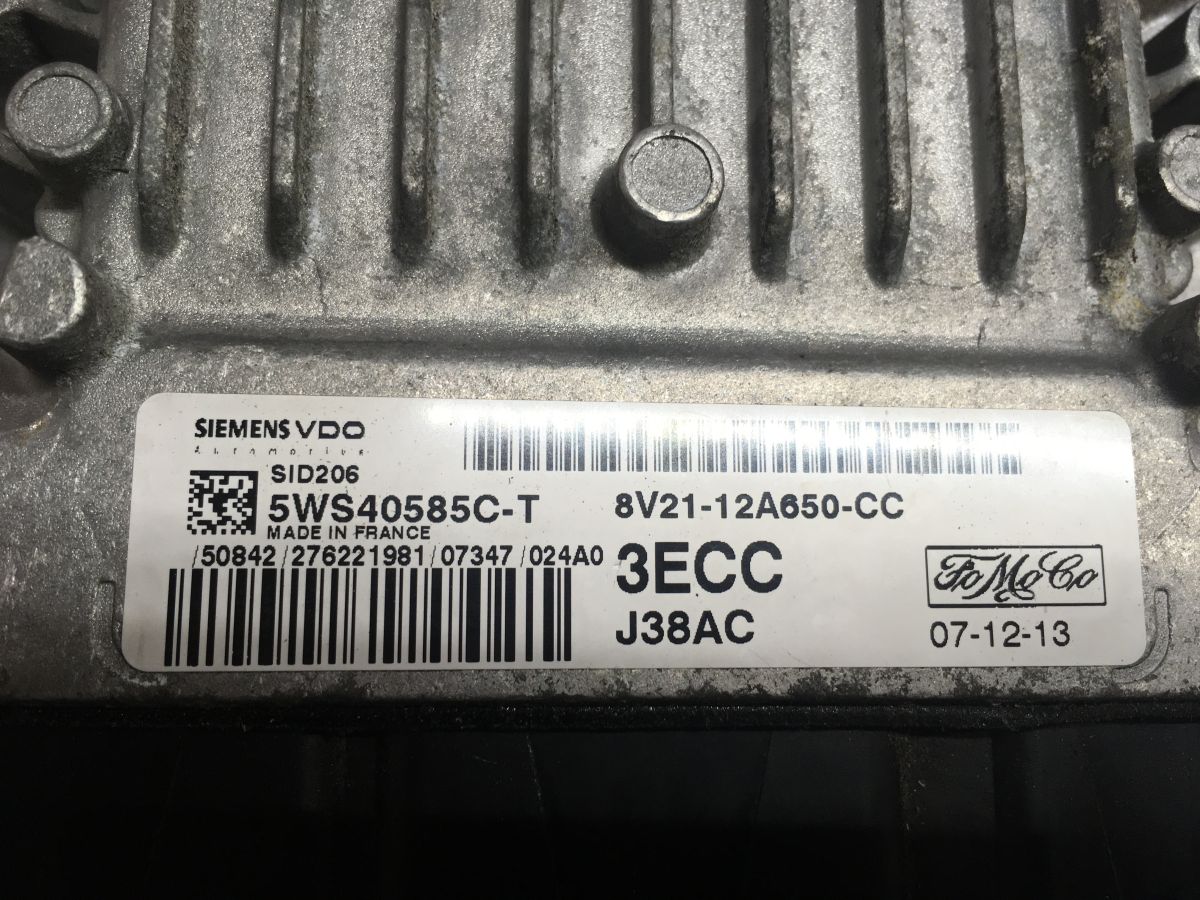 SIEMENS VDO
Automotive
SID206
5WS40585C-T
MADE IN FRANCE
/50842/276221981/07347/024A0
8V21-12A650-CC
3ECC
J38AC
FoMoCo
07-12-13